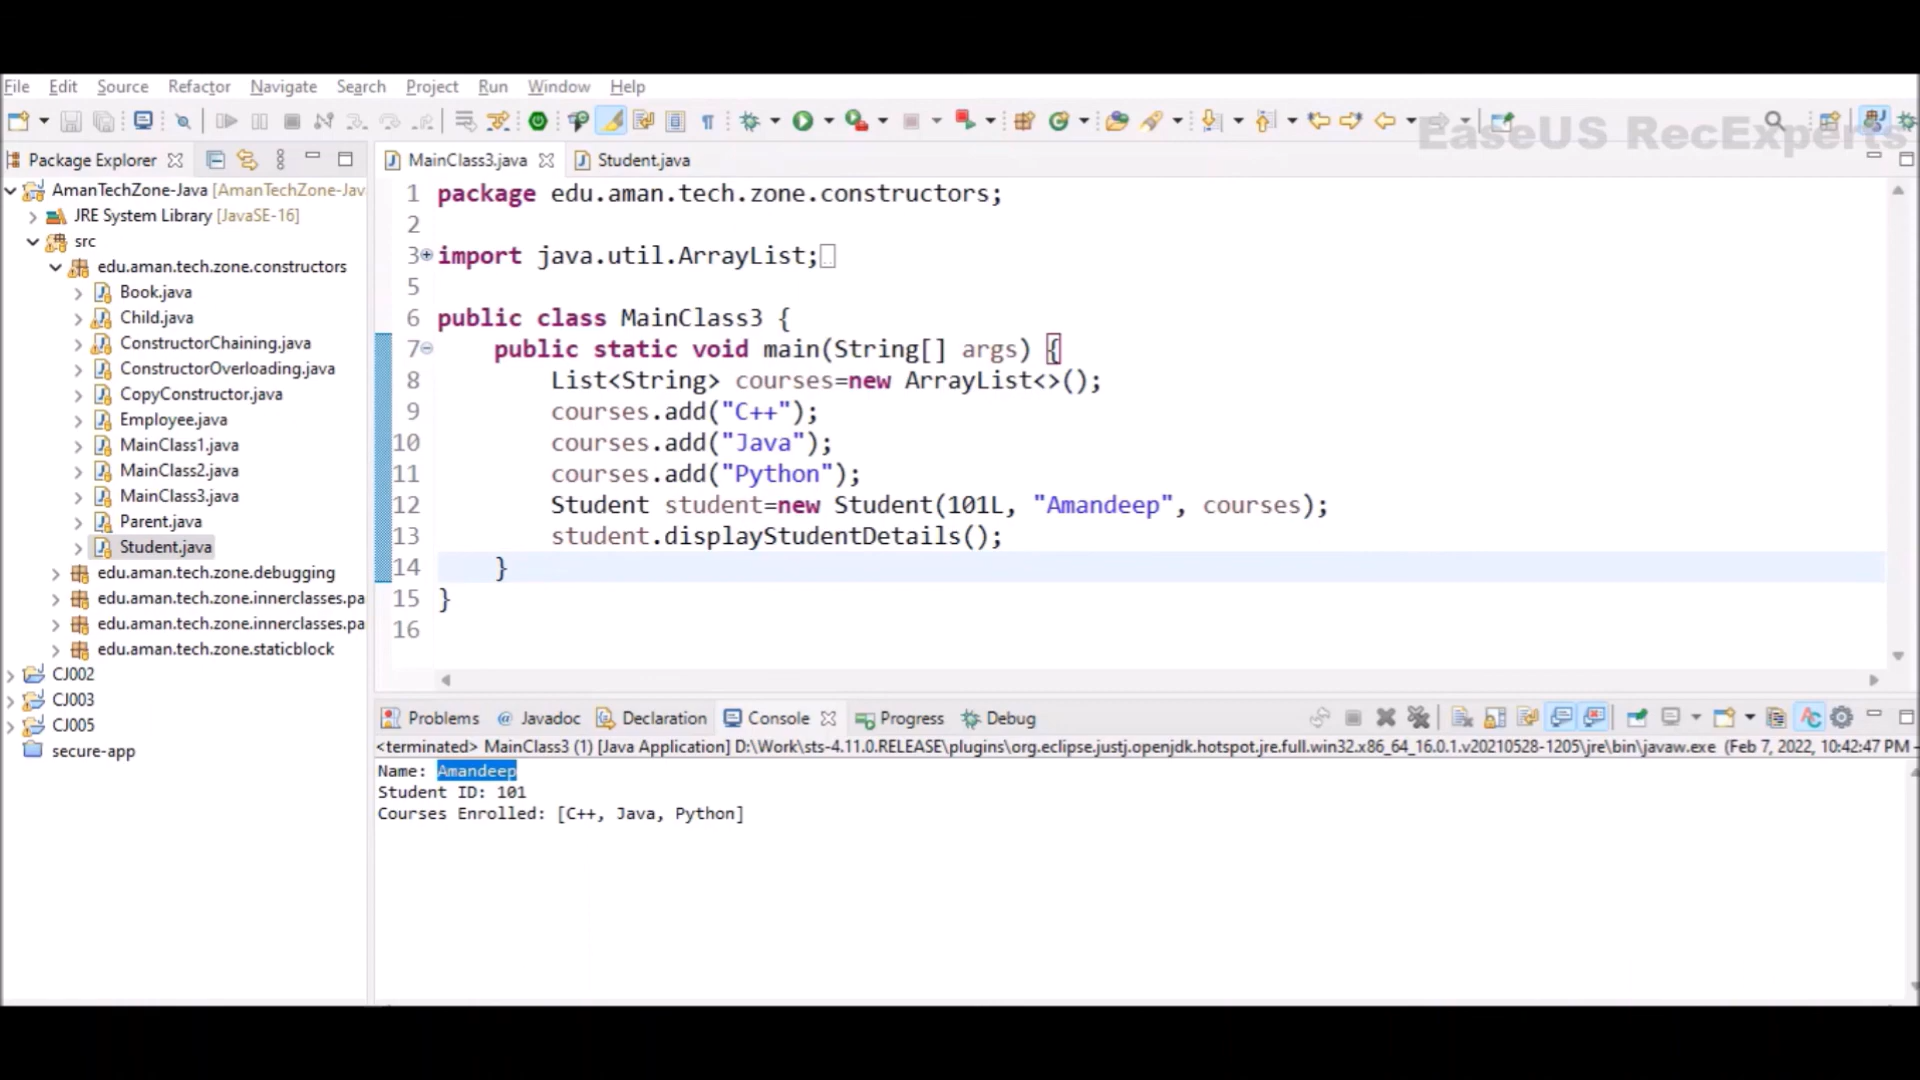 File Edit Source Refactor Navigate Search Project Run Window Help
EaseUS RecExperts
Package Explorer
MainClass3.java
Student.java
AmanTechZone-Java [AmanTechZone-Jav
JRE System Library [JavaSE-16]
src
edu.aman.tech.zone.constructors
Book.java
Child.java
ConstructorChaining.java
ConstructorOverloading.java
CopyConstructor.java
Employee.java
MainClass1.java
MainClass2.java
MainClass3.java
Parent.java
Student.java
edu.aman.tech.zone.debugging
edu.aman.tech.zone.innerclasses.pa
edu.aman.tech.zone.innerclasses.pa
edu.aman.tech.zone.staticblock
CJ002
CJ003
CJ005
secure-app
1 package edu.aman.tech.zone.constructors;
2
3 import java.util.ArrayList;
5
6 public class MainClass3 {
7 public static void main(String[] args) {
8 List<String> courses=new ArrayList<>();
9 courses.add("C++");
10 courses.add("Java");
11 courses.add("Python");
12 Student student=new Student(101L, "Amandeep", courses);
13 student.displayStudentDetails();
14 }
15 }
16
Problems @ Javadoc Declaration Console Progress Debug
<terminated> MainClass3 (1) [Java Application] D:\Work\sts-4.11.0.RELEASE\plugins\org.eclipse.justj.openjdk.hotspot.jre.full.win32.x86_64_16.0.1.v20210528-1205\jre\bin\javaw.exe (Feb 7, 2022, 10:42:47 PM –
Name: Amandeep
Student ID: 101
Courses Enrolled: [C++, Java, Python]